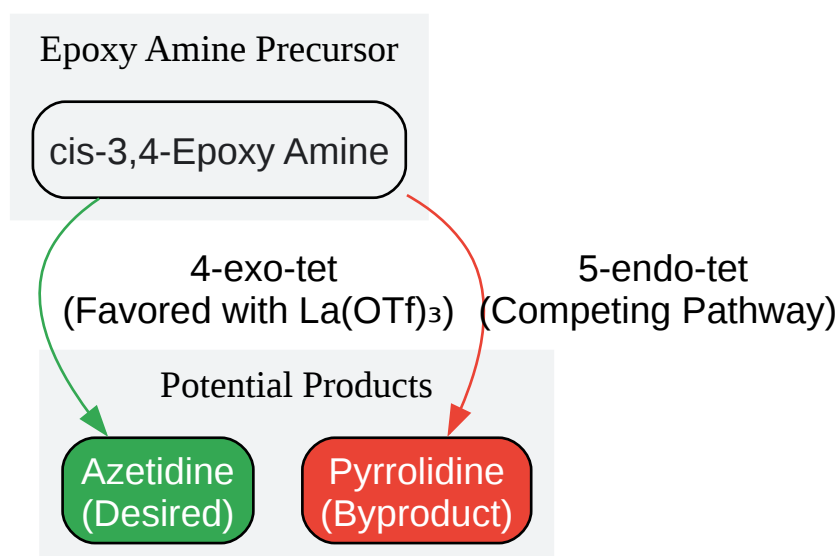 Epoxy Amine Precursor
cis-3,4-Epoxy Amine
4-exo-tet
(Favored with La(OTf)₃)
5-endo-tet
(Competing Pathway)
Potential Products
Azetidine
(Desired)
Pyrrolidine
(Byproduct)